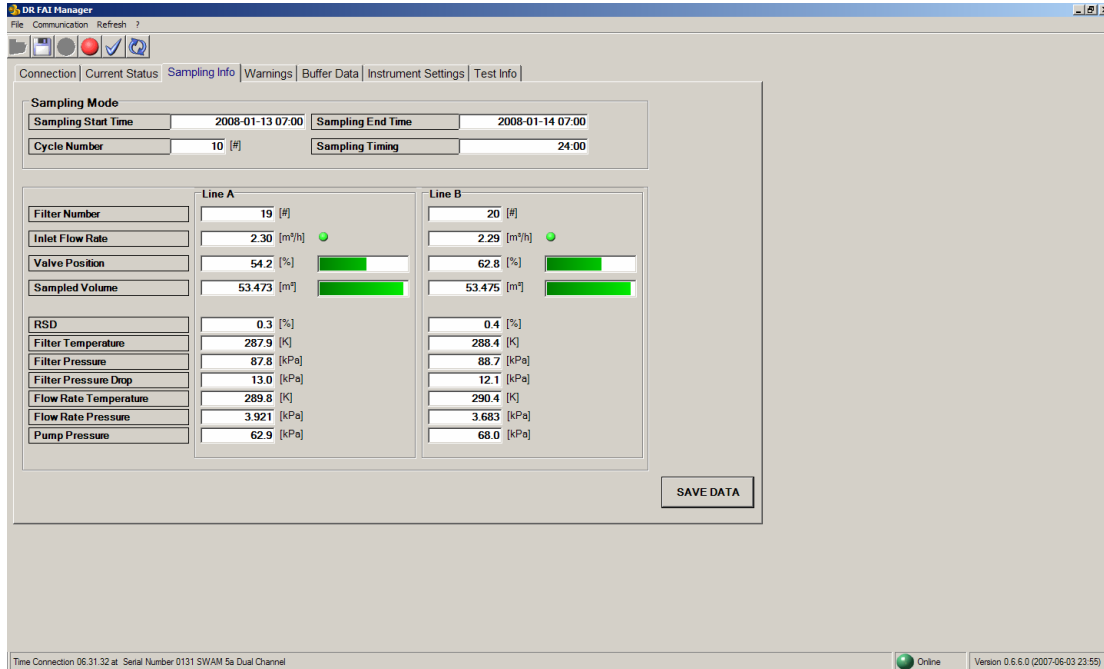 DR FAI Manager
File Communication Refresh ?
Connection Current Status Sampling Info Warnings Buffer Data Instrument Settings Test Info
Sampling Mode
Sampling Start Time 2008-01-13 07:00 Sampling End Time 2008-01-14 07:00
Cycle Number 10 [#] Sampling Timing 24:00
Line A Line B
Filter Number 19 [#] 20 [#]
Inlet Flow Rate 2.30 [m³/h] 2.29 [m³/h]
Valve Position 54.2 [%] 62.8 [%]
Sampled Volume 53.473 [m³] 53.475 [m³]
RSD 0.3 [%] 0.4 [%]
Filter Temperature 287.9 [K] 288.4 [K]
Filter Pressure 87.8 [kPa] 88.7 [kPa]
Filter Pressure Drop 13.0 [kPa] 12.1 [kPa]
Flow Rate Temperature 289.8 [K] 290.4 [K]
Flow Rate Pressure 3.921 [kPa] 3.683 [kPa]
Pump Pressure 62.9 [kPa] 68.0 [kPa]
SAVE DATA
Time Connection 06.31.32 at Serial Number 0131 SWAM 5a Dual Channel Online Version 0.6.6.0 (2007-06-03 23:55)